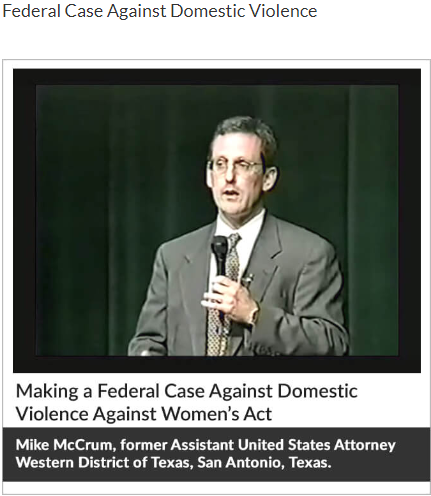 Federal Case Against Domestic Violence
Making a Federal Case Against Domestic
Violence Against Women's Act
Mike McCrum, former Assistant United States Attorney
Western District of Texas, San Antonio, Texas.